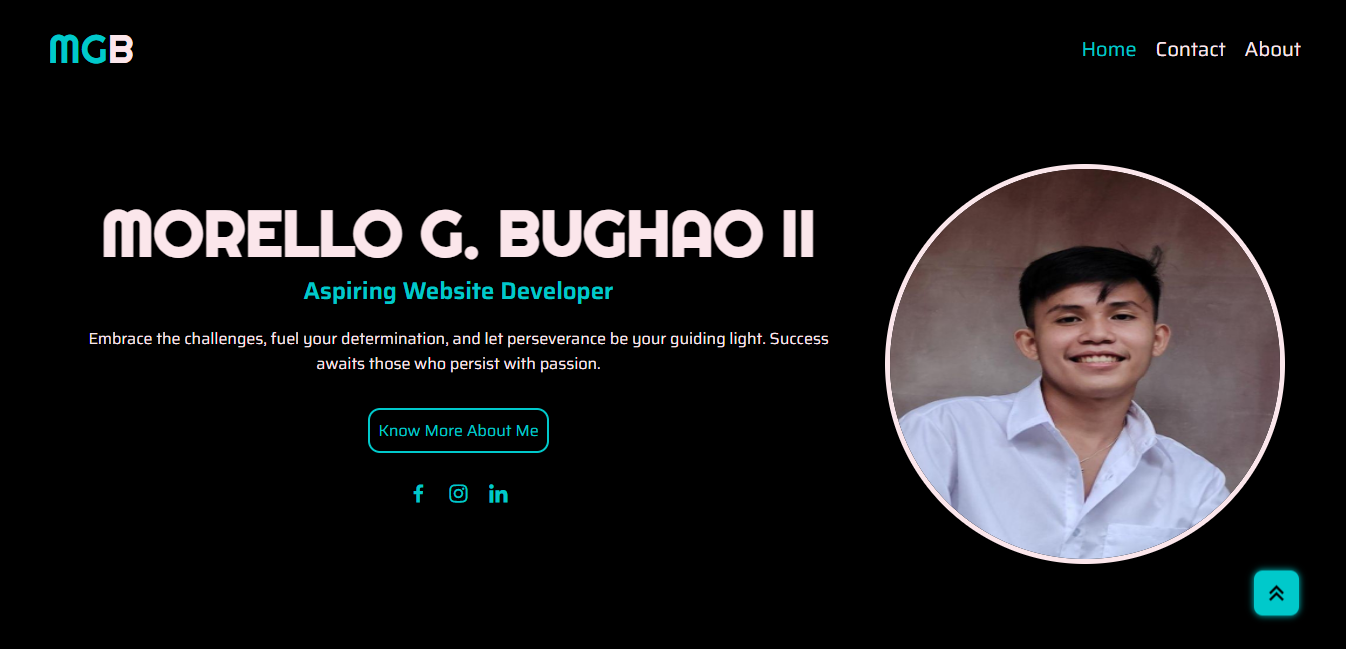 MGB
Home Contact About
MORELLO G. BUGHAO II
Aspiring Website Developer
Embrace the challenges, fuel your determination, and let perseverance be your guiding light. Success
awaits those who persist with passion.
Know More About Me